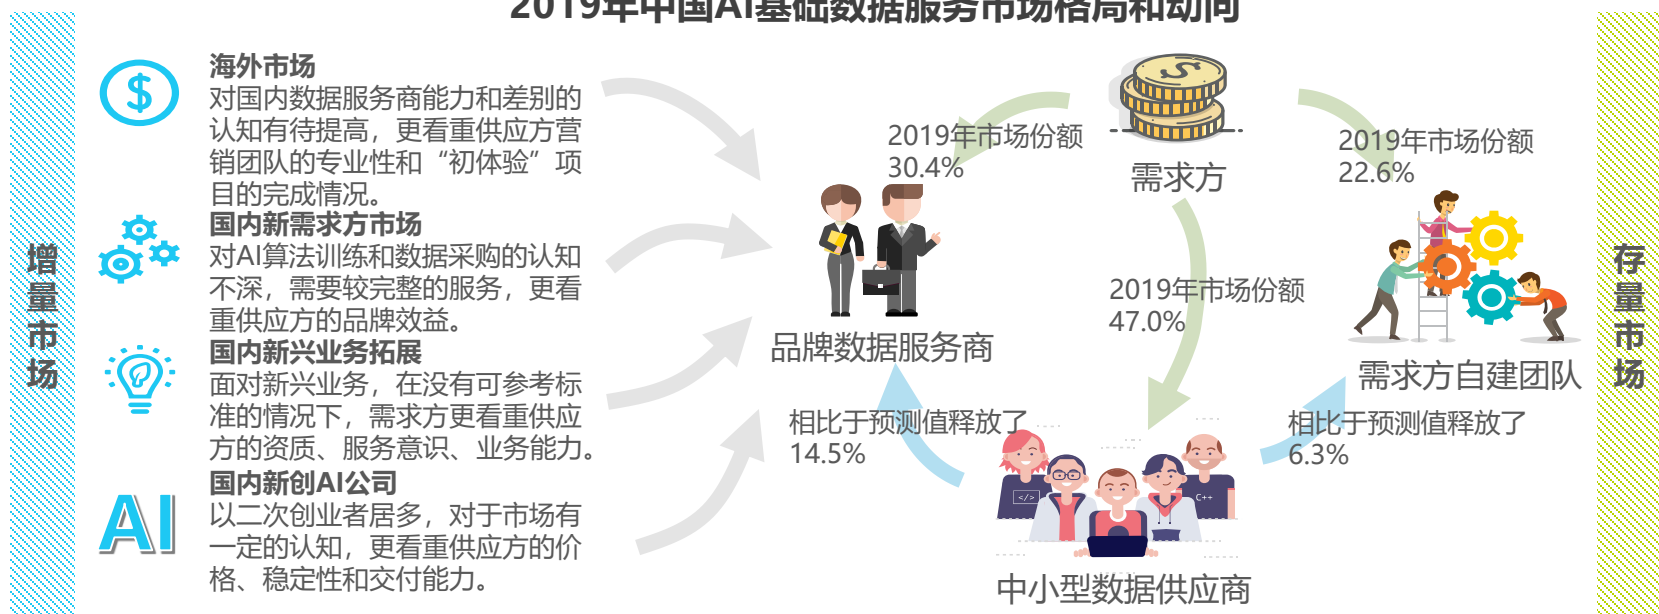 2019年中国AI基础数据服务市场格局和动向
增量市场
海外市场
对国内数据服务商能力和差别的
认知有待提高，更看重供应方营
销团队的专业性和“初体验”项
目的完成情况。
国内新需求方市场
对AI算法训练和数据采购的认知
不深，需要较完整的服务，更看
重供应方的品牌效益。
国内新兴业务拓展
面对新兴业务，在没有可参考标
准的情况下，需求方更看重供应
方的资质、服务意识、业务能力。
AI
国内新创AI公司
以二次创业者居多，对于市场有
一定的认知，更看重供应方的价
格、稳定性和交付能力。
需求方
2019年市场份额
30.4%
2019年市场份额
22.6%
2019年市场份额
47.0%
品牌数据服务商
需求方自建团队
相比于预测值释放了
14.5%
相比于预测值释放了
6.3%
</>
C++
中小型数据供应商
存量市场